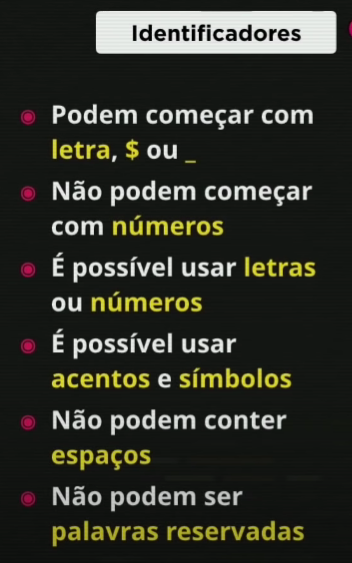 Identificadores
Podem começar com
letra, $ ou _
Não podem começar
com números
É possível usar letras
ou números
É possível usar
acentos e símbolos
Não podem conter
espaços
Não podem ser
palavras reservadas